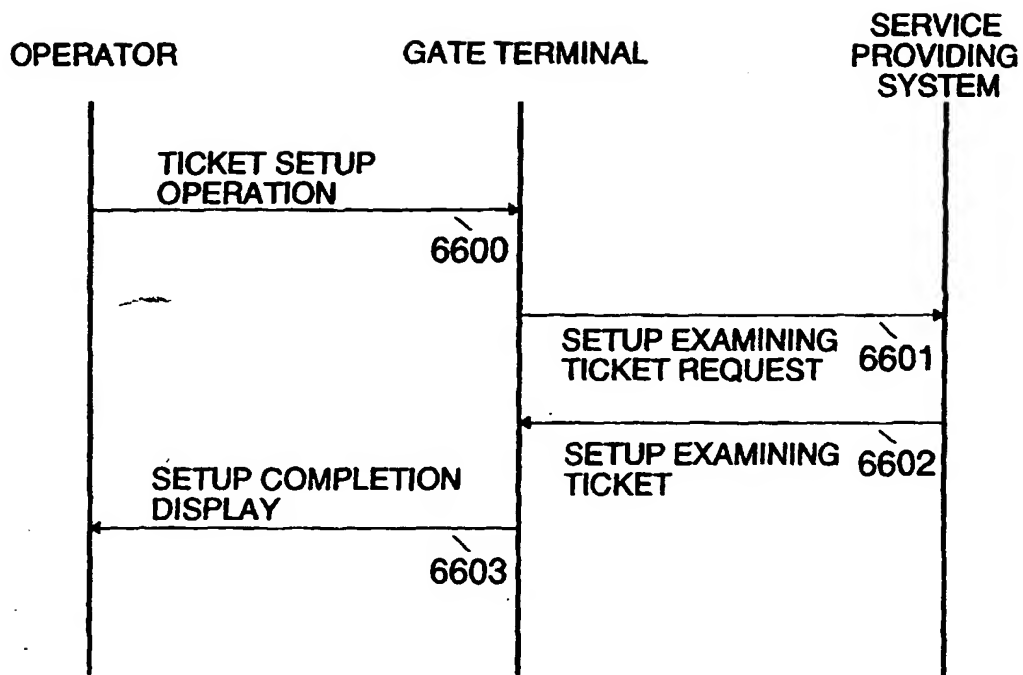 OPERATOR
GATE TERMINAL
SERVICE
PROVIDING
SYSTEM
TICKET SETUP
OPERATION
6600
SETUP EXAMINING
TICKET REQUEST
6601
SETUP EXAMINING
TICKET
6602
SETUP COMPLETION
DISPLAY
6603